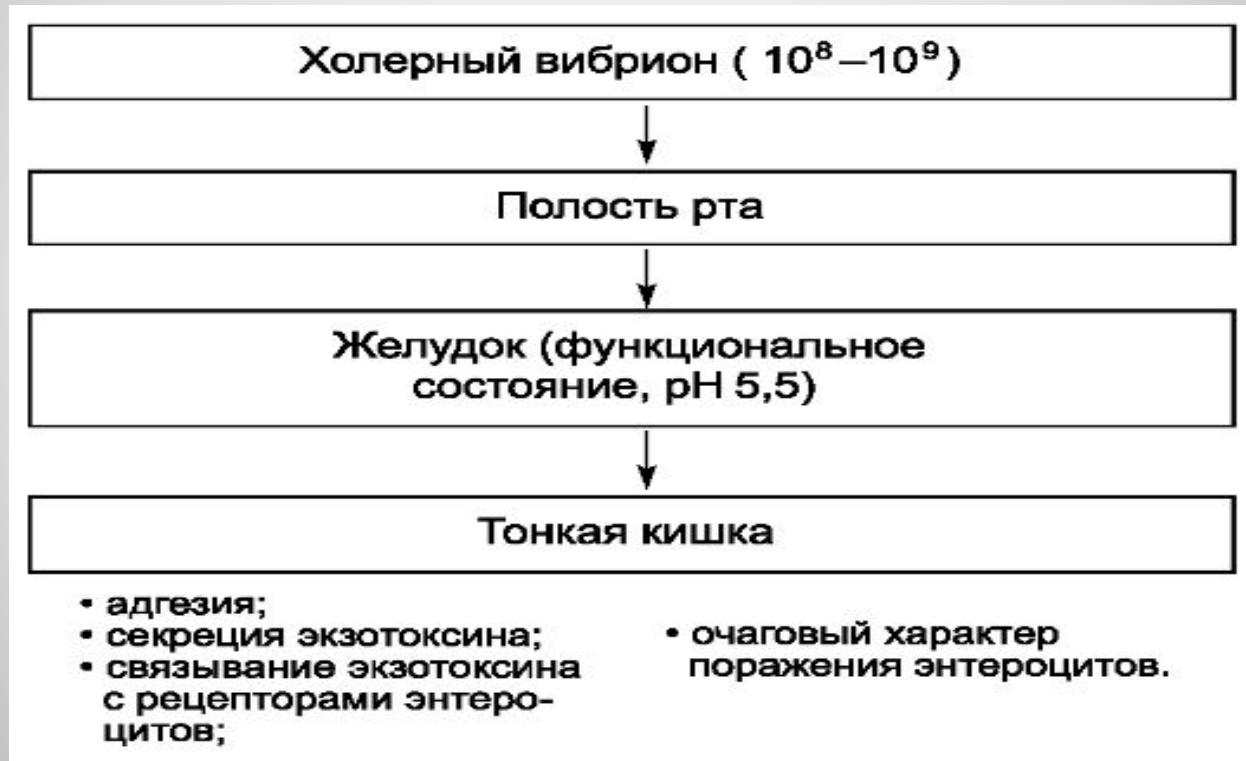 Холерный вибрион ( 10⁸–10⁹)
Полость рта
Желудок (функциональное
состояние, pH 5,5)
Тонкая кишка
• адгезия;
• секреция экзотоксина;
• связывание экзотоксина
с рецепторами энтеро-
цитов;
• очаговый характер
поражения энтероцитов.